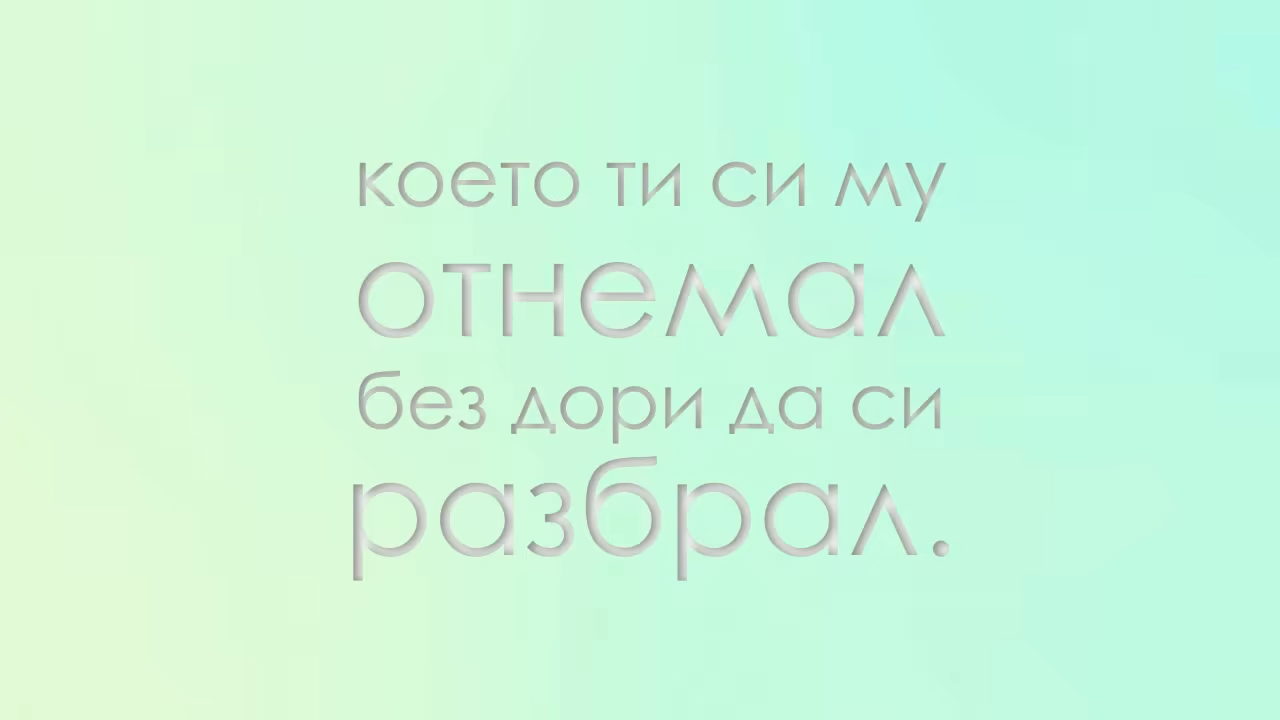 което ти си му
отнемал
без дори да си
разбрал.